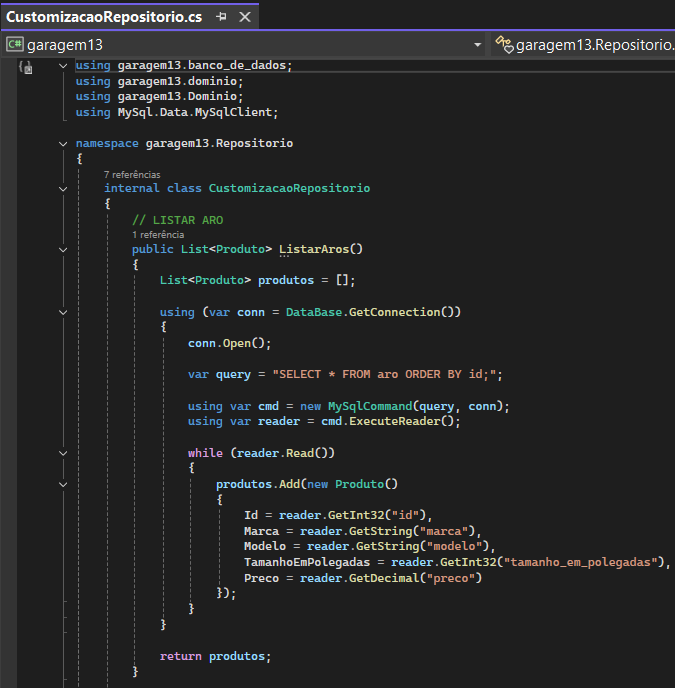 CustomizacaoRepositorio.cs
garagem13
garagem13.Repositorio.
using garagem13.banco_de_dados;
using garagem13.dominio;
using garagem13.Dominio;
using MySql.Data.MySqlClient;
namespace garagem13.Repositorio
{
7 referências
internal class CustomizacaoRepositorio
{
// LISTAR ARO
1 referência
public List<Produto> ListarAros()
{
List<Produto> produtos = [];
using (var conn = DataBase.GetConnection())
{
conn.Open();
var query = "SELECT * FROM aro ORDER BY id;";
using var cmd = new MySqlCommand(query, conn);
using var reader = cmd.ExecuteReader();
while (reader.Read())
{
produtos.Add(new Produto()
{
Id = reader.GetInt32("id"),
Marca = reader.GetString("marca"),
Modelo = reader.GetString("modelo"),
TamanhoEmPolegadas = reader.GetInt32("tamanho_em_polegadas"),
Preco = reader.GetDecimal("preco")
});
}
}
return produtos;
}